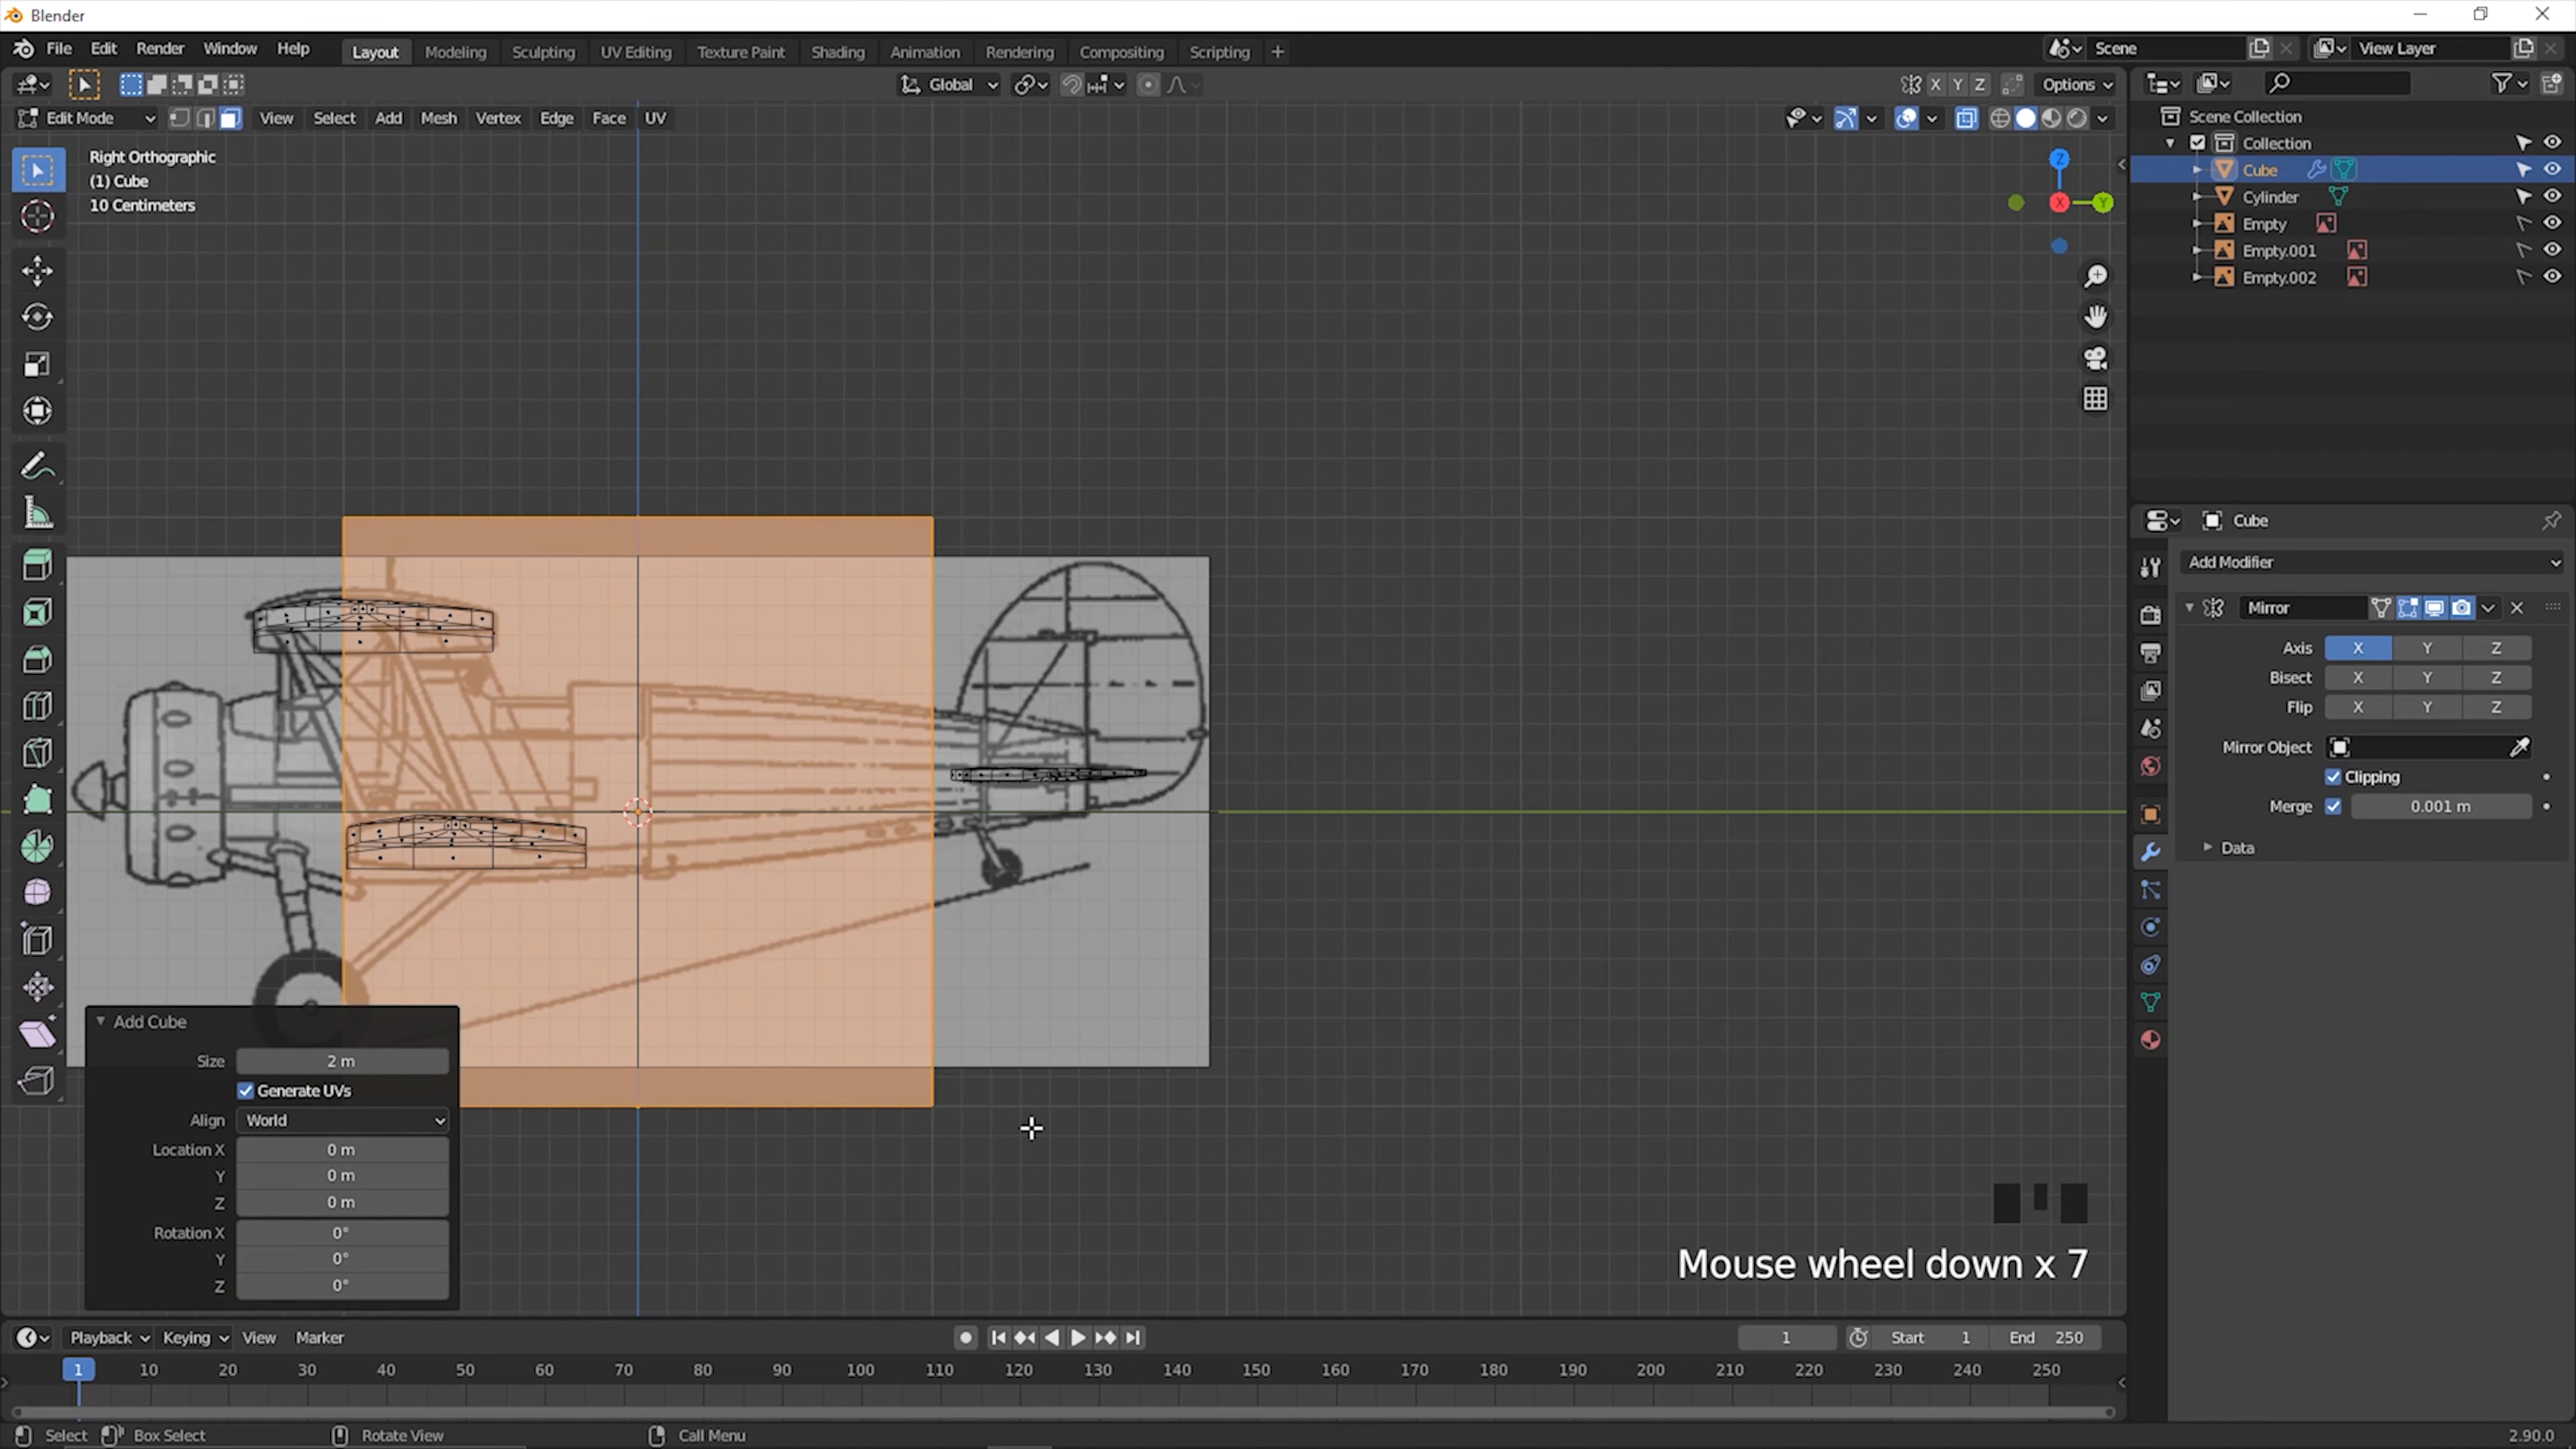 Blender
File Edit Render Window Help Layout Modeling Sculpting UV Editing Texture Paint Shading Animation Rendering Compositing Scripting + Scene View Layer
Global X Y Z Options
Edit Mode View Select Add Mesh Vertex Edge Face UV
Right Orthographic
(1) Cube
10 Centimeters
Z
X Y
Scene Collection
Collection
Cube
Cylinder
Empty
Empty.001
Empty.002
Cube
Add Modifier
Mirror
Axis X Y Z
Bisect X Y Z
Flip X Y Z
Mirror Object
Clipping
Merge 0.001 m
Data
Add Cube
Size 2 m
Generate UVs
Align World
Location X 0 m
Y 0 m
Z 0 m
Rotation X 0°
Y 0°
Z 0°
Mouse wheel down x 7
Playback Keying View Marker 1 Start 1 End 250
1 10 20 30 40 50 60 70 80 90 100 110 120 130 140 150 160 170 180 190 200 210 220 230 240 250
Select Box Select Rotate View Call Menu 2.90.0